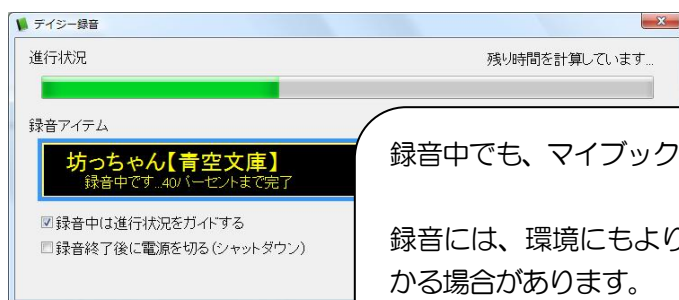 デイジー録音
進行状況
残り時間を計算しています...
録音アイテム
坊っちゃん【青空文庫】
録音中です...40パーセントまで完了
録音中は進行状況をガイドする
録音終了後に電源を切る(シャットダウン)
録音中でも、マイブック
録音には、環境にもより
かる場合があります。